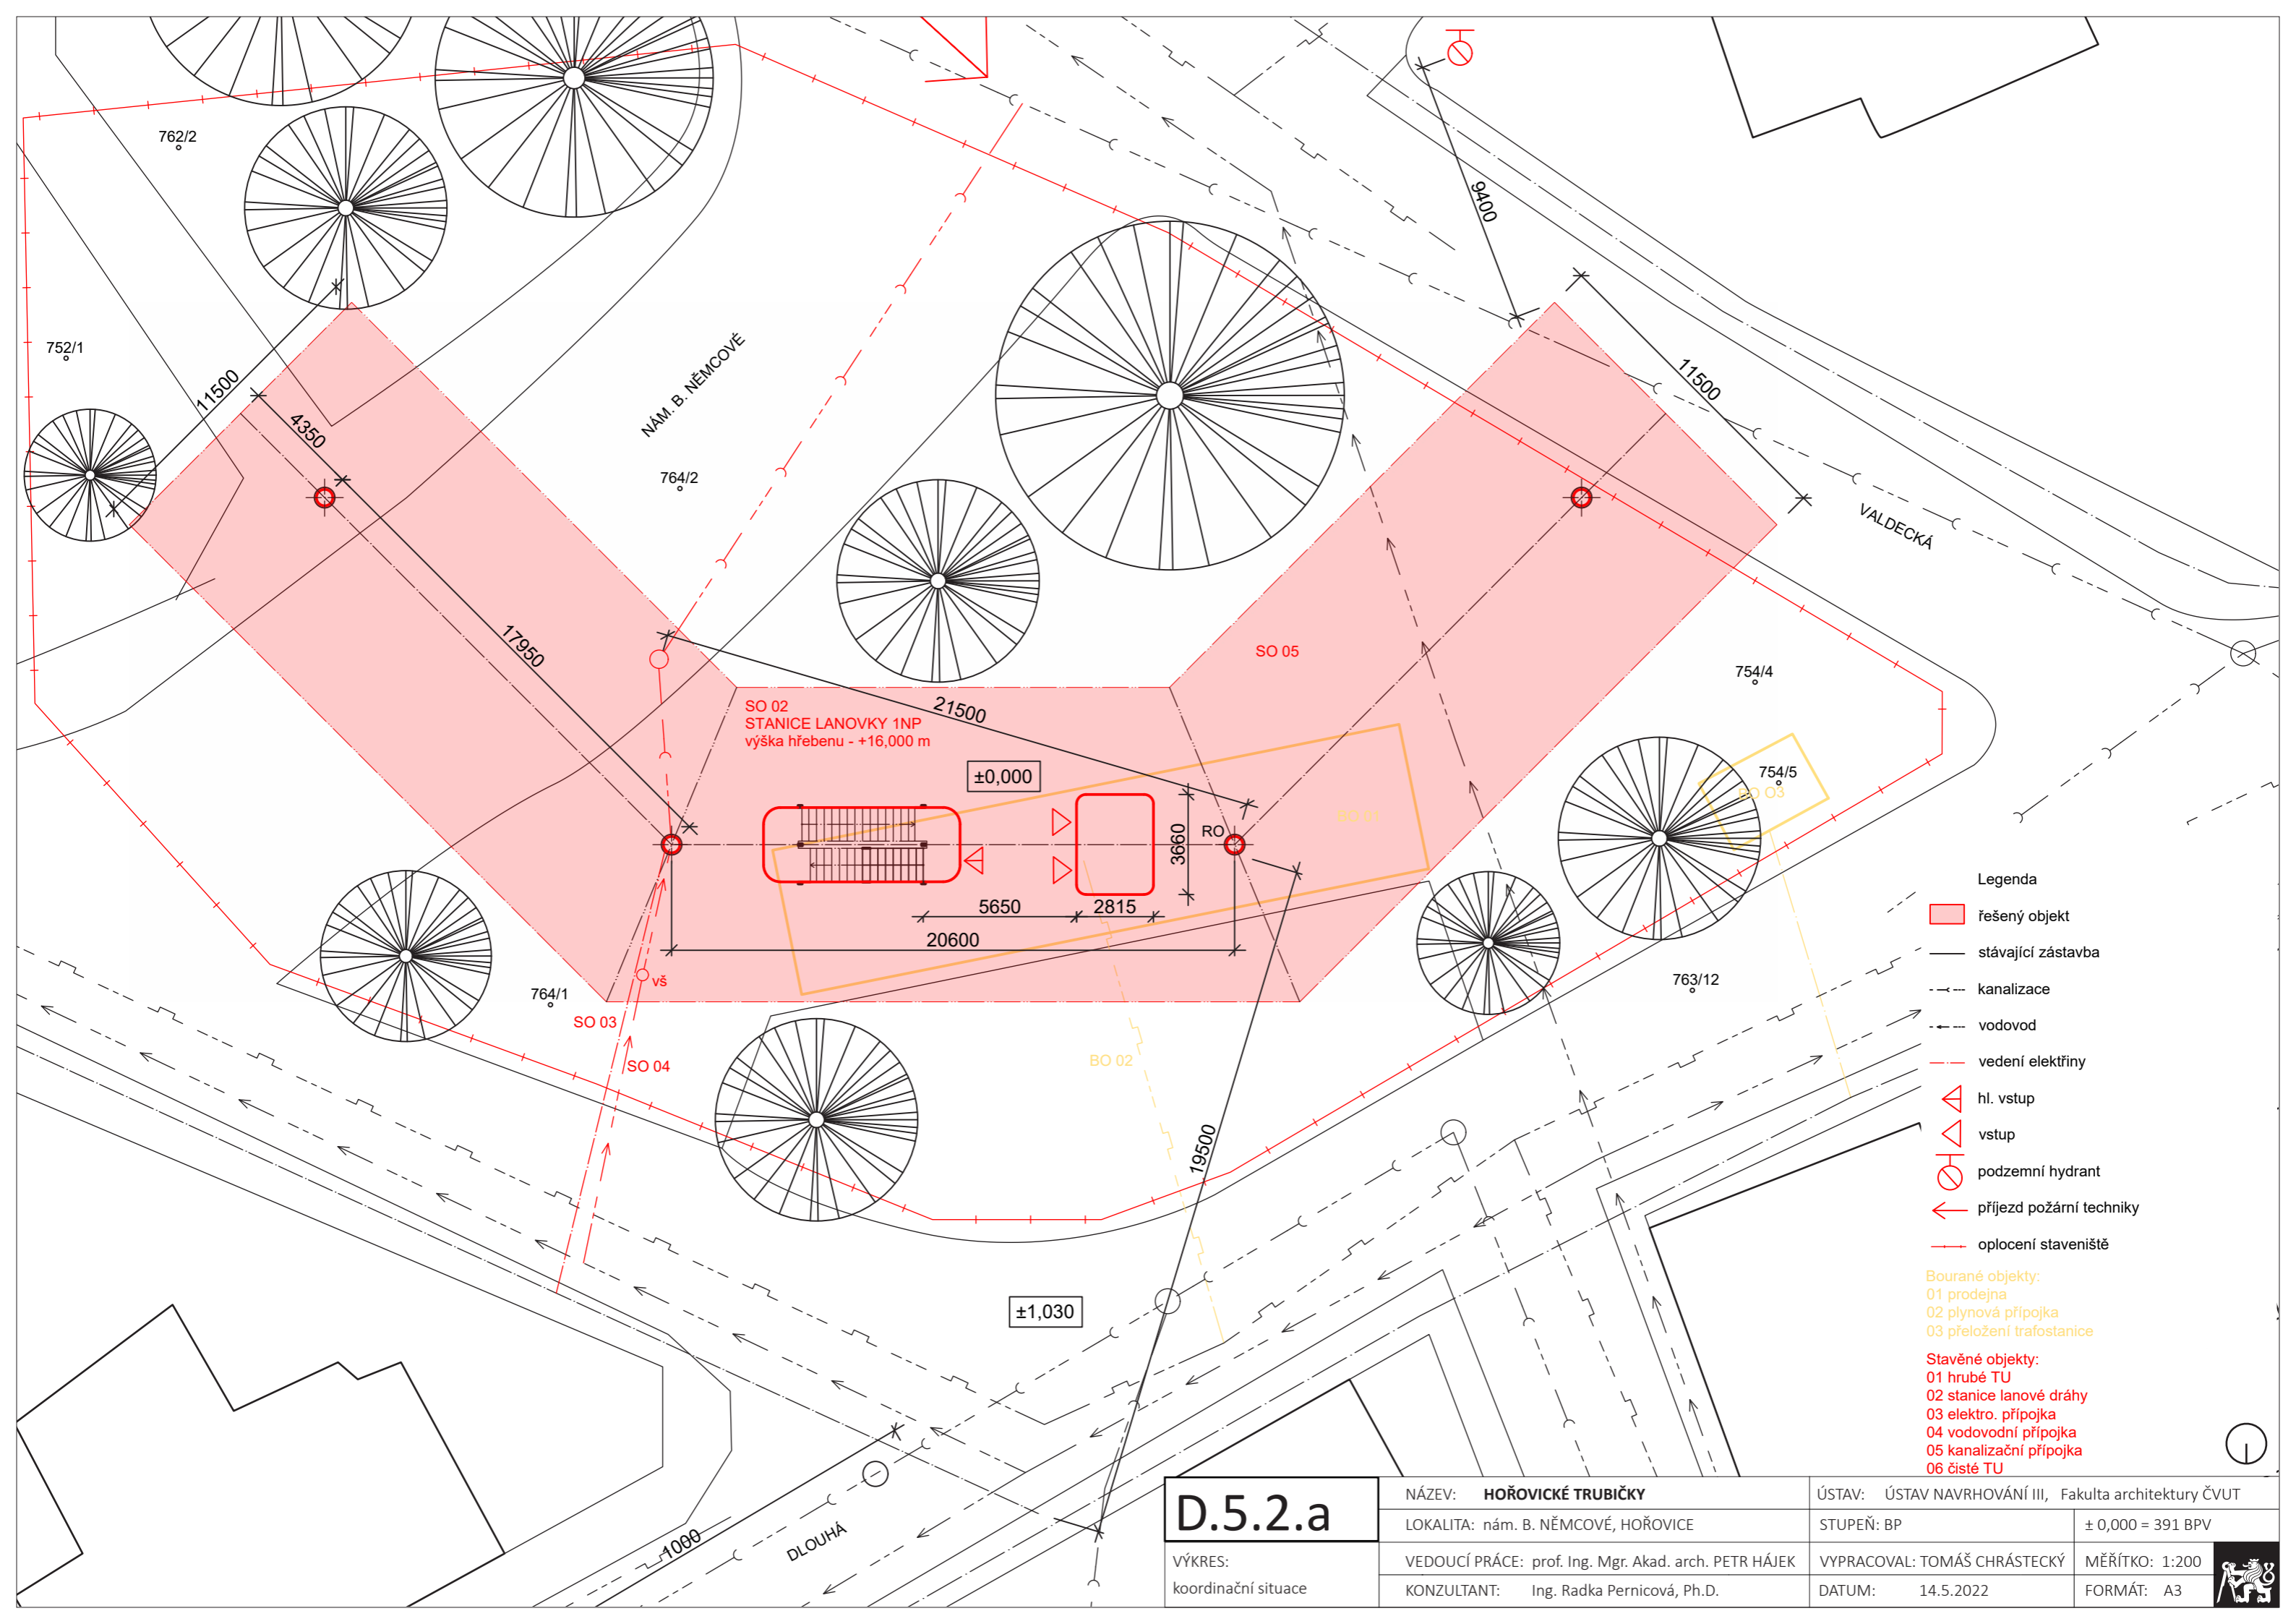 762/2
9400
752/1
11500
4350
NÁM. B. NĚMCOVÉ
764/2
11500
VALDECKÁ
17950
SO 05
754/4
SO 02
STANICE LANOVKY 1NP
výška hřebenu - +16,000 m
21500
±0,000
754/5
BO O3
RO
3660
5650
2815
20600
vš
764/1
SO 03
SO 04
BO 02
763/12
19500
±1,030
1000
DLOUHÁ
Legenda
řešený objekt
stávající zástavba
kanalizace
vodovod
vedení elektřiny
hl. vstup
vstup
podzemní hydrant
příjezd požární techniky
oplocení staveniště
Bourané objekty:
01 prodejna
02 plynová přípojka
03 přeložení trafostanice
Stavěné objekty:
01 hrubé TU
02 stanice lanové dráhy
03 elektro. přípojka
04 vodovodní přípojka
05 kanalizační přípojka
06 čisté TU
D.5.2.a
VÝKRES:
koordinační situace
NÁZEV: HOŘOVICKÉ TRUBIČKY
LOKALITA: nám. B. NĚMCOVÉ, HOŘOVICE
VEDOUCÍ PRÁCE: prof. Ing. Mgr. Akad. arch. PETR HÁJEK
KONZULTANT: Ing. Radka Pernicová, Ph.D.
ÚSTAV: ÚSTAV NAVRHOVÁNÍ III, Fakulta architektury ČVUT
STUPEŇ: BP
± 0,000 = 391 BPV
VYPRACOVAL: TOMÁŠ CHRÁSTECKÝ
MĚŘÍTKO: 1:200
DATUM: 14.5.2022
FORMÁT: A3